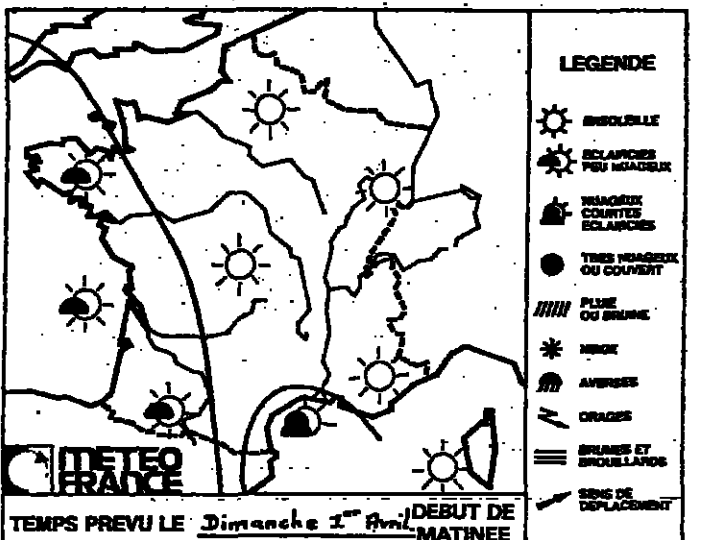 LEGENDE
ENSOLEILLE
ECLAIRCIES
PEU NUAGEUX
NUAGEUX
COURTES
ECLAIRCIES
TRES NUAGEUX
OU COUVERT
PLUIE
OU BRUINE
NEIGE
AVERSES
ORAGES
BRUMES ET
BROUILLARDS
SENS DE
DEPLACEMENT
METEO
FRANCE
TEMPS PREVU LE Dimanche 1er Avril DEBUT DE
MATINEE